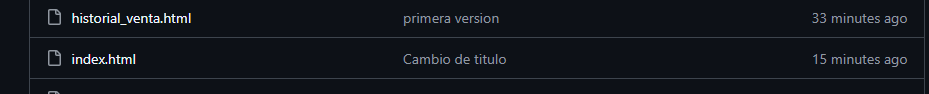 historial_venta.html primera version 33 minutes ago
index.html Cambio de titulo 15 minutes ago